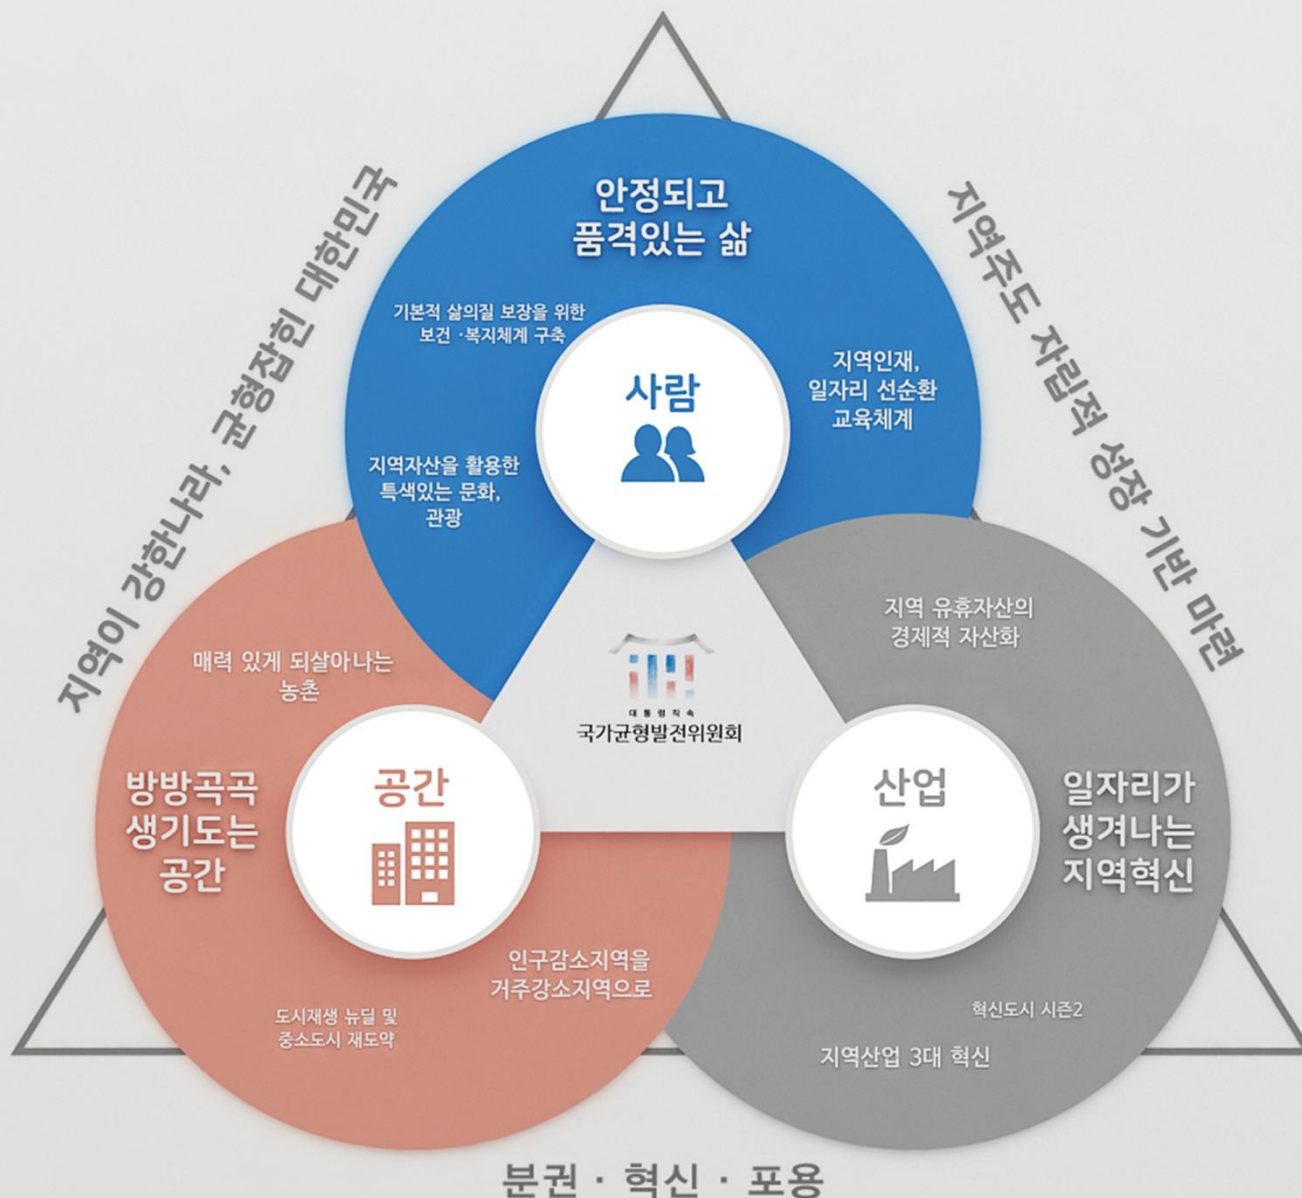 안정되고
품격있는 삶
기본적 삶의질 보장을 위한
보건 ·복지체계 구축
지역인재,
일자리 선순환
교육체계
지역자산을 활용한
특색있는 문화,
관광
사람
지역이 강한나라, 균형잡힌 대한민국
지역주도 자립적 성장 기반 마련
대통령직속
국가균형발전위원회
매력 있게 되살아나는
농촌
방방곡곡
생기도는
공간
공간
인구감소지역을
거주강소지역으로
도시재생 뉴딜 및
중소도시 재도약
지역 유휴자산의
경제적 자산화
산업
일자리가
생겨나는
지역혁신
혁신도시 시즌2
지역산업 3대 혁신
분권 · 혁신 · 포용